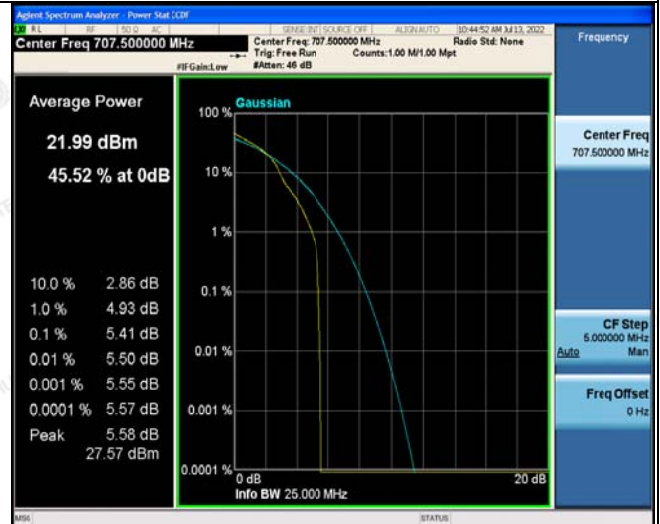 Agilent Spectrum Analyzer - Power Stat CCDF
RL RF 50 Ω AC SENSE:INT SOURCE OFF ALIGN AUTO 10:44:52 AM Jul 13, 2022
Center Freq 707.500000 MHz
Center Freq: 707.500000 MHz Radio Std: None
Trig: Free Run Counts:1.00 M/1.00 Mpt
#IFGain:Low #Atten: 46 dB
Frequency
Average Power
21.99 dBm
45.52 % at 0dB
10.0 % 2.86 dB
1.0 % 4.93 dB
0.1 % 5.41 dB
0.01 % 5.50 dB
0.001 % 5.55 dB
0.0001 % 5.57 dB
Peak 5.58 dB
27.57 dBm
Gaussian
100 %
10 %
1 %
0.1 %
0.01 %
0.001 %
0.0001 %
0 dB 20 dB
Info BW 25.000 MHz
Center Freq
707.500000 MHz
CF Step
5.000000 MHz
Auto Man
Freq Offset
0 Hz
MSG STATUS